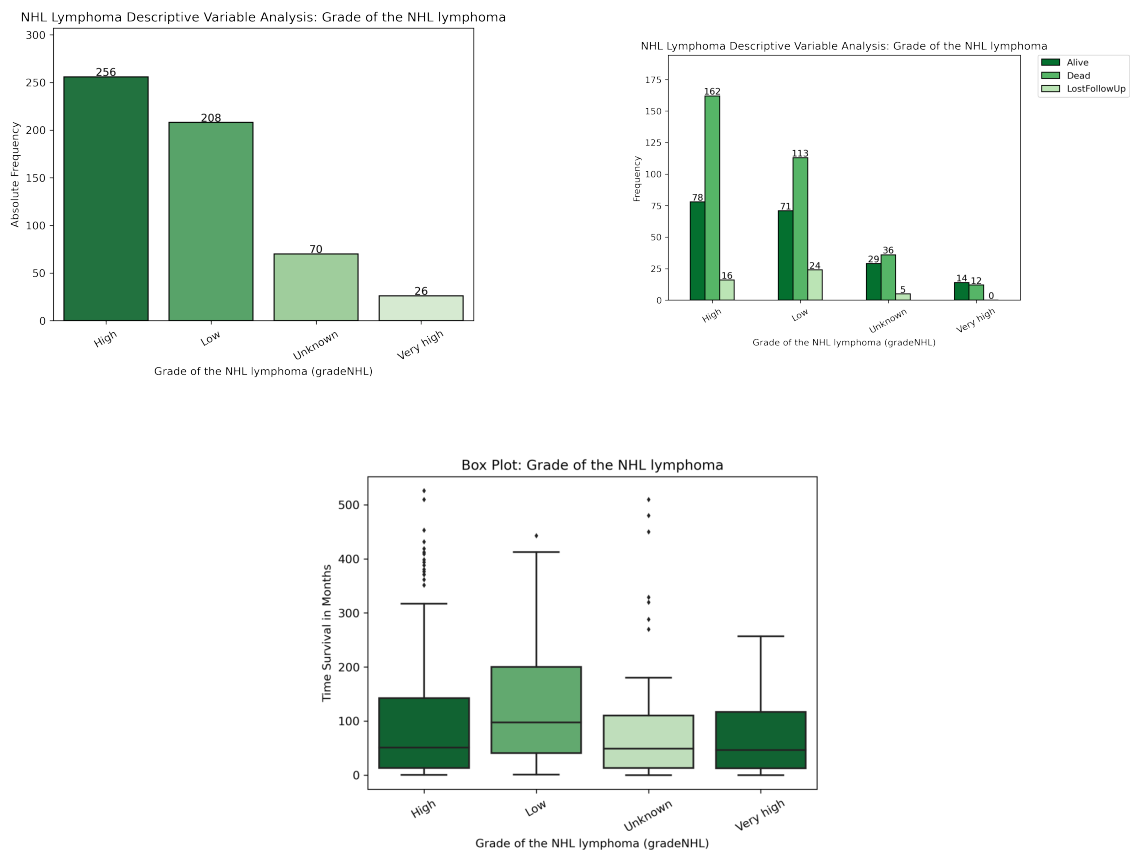 NHL Lymphoma Descriptive Variable Analysis: Grade of the NHL lymphoma
300
250
200
150
100
50
0
Absolute Frequency
256
208
70
26
High
Low
Unknown
Very high
Grade of the NHL lymphoma (gradeNHL)
NHL Lymphoma Descriptive Variable Analysis: Grade of the NHL lymphoma
Alive
Dead
LostFollowUp
175
150
125
100
75
50
25
0
Frequency
78
162
16
71
113
24
29
36
5
14
12
0
High
Low
Unknown
Very high
Grade of the NHL lymphoma (gradeNHL)
Box Plot: Grade of the NHL lymphoma
500
400
300
200
100
0
Time Survival in Months
High
Low
Unknown
Very high
Grade of the NHL lymphoma (gradeNHL)